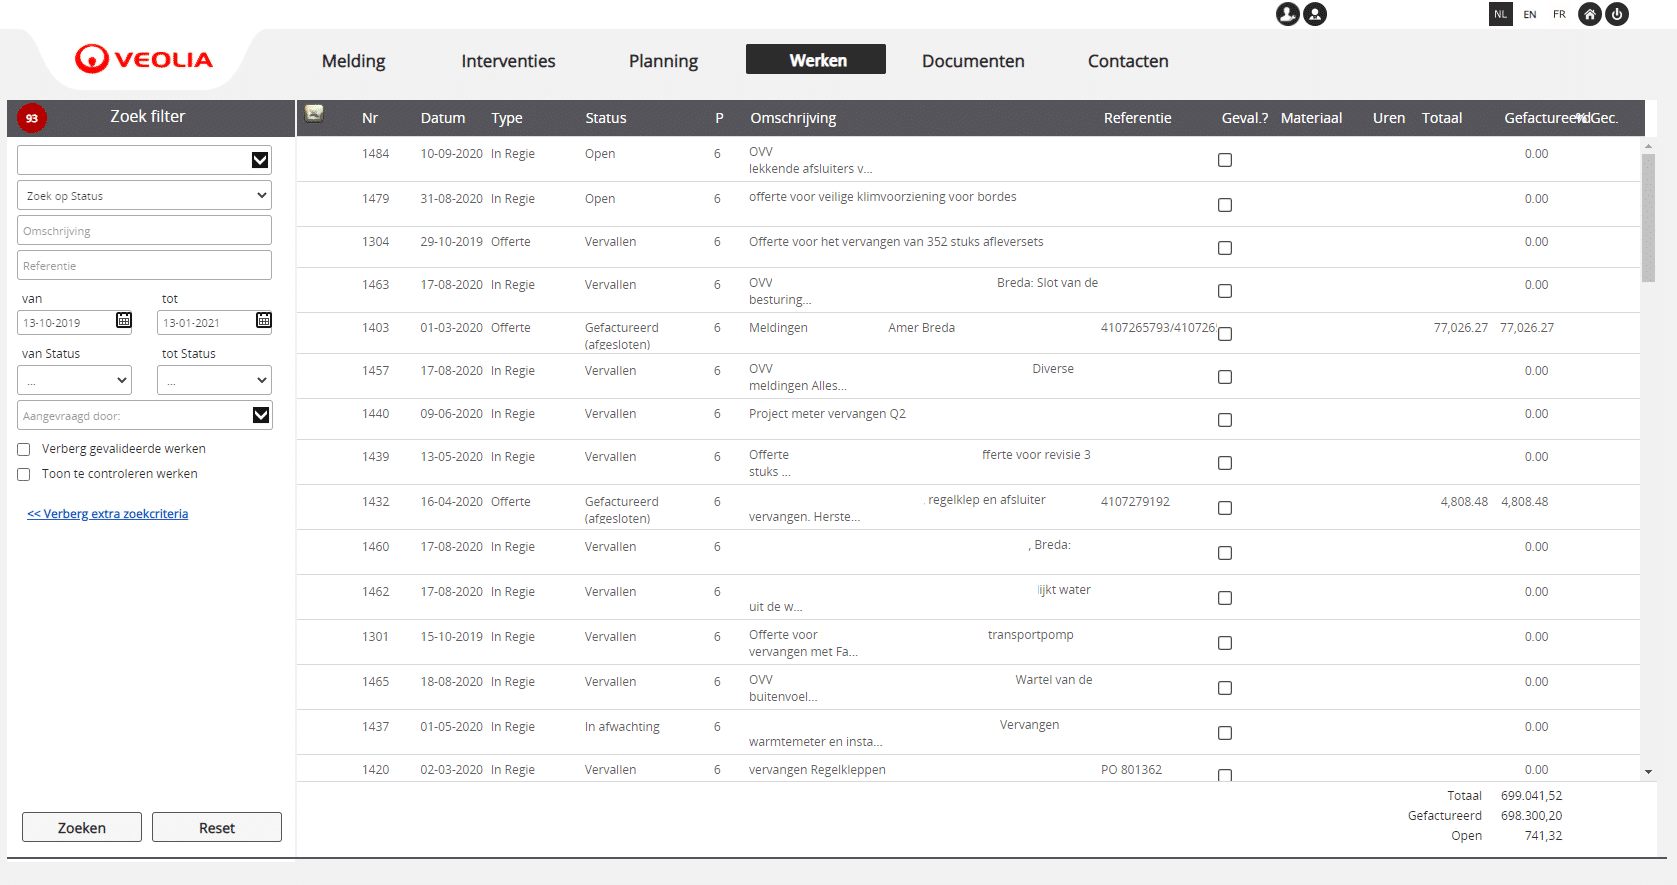 NL EN FR
VEOLIA
Melding Interventies Planning Werken Documenten Contacten
93 Zoek filter
Zoek op Status
Omschrijving
Referentie
van tot
13-10-2019 13-01-2021
van Status tot Status
... ...
Aangevraagd door:
Verberg gevalideerde werken
Toon te controleren werken
<< Verberg extra zoekcriteria
Zoeken Reset
Nr Datum Type Status P Omschrijving Referentie Geval.? Materiaal Uren Totaal Gefactureerd % Gec.
1484 10-09-2020 In Regie Open 6 OVV 0.00
lekkende afsluiters v...
1479 31-08-2020 In Regie Open 6 offerte voor veilige klimvoorziening voor bordes 0.00
1304 29-10-2019 Offerte Vervallen 6 Offerte voor het vervangen van 352 stuks afleversets 0.00
1463 17-08-2020 In Regie Vervallen 6 OVV Breda: Slot van de 0.00
besturing...
1403 01-03-2020 Offerte Gefactureerd 6 Meldingen Amer Breda 4107265793/410726 77,026.27 77,026.27
(afgesloten)
1457 17-08-2020 In Regie Vervallen 6 OVV Diverse 0.00
meldingen Alles...
1440 09-06-2020 In Regie Vervallen 6 Project meter vervangen Q2 0.00
1439 13-05-2020 In Regie Vervallen 6 Offerte fferte voor revisie 3 0.00
stuks ...
1432 16-04-2020 Offerte Gefactureerd 6 regelklep en afsluiter 4107279192 4,808.48 4,808.48
(afgesloten) vervangen. Herste...
1460 17-08-2020 In Regie Vervallen 6 , Breda: 0.00
1462 17-08-2020 In Regie Vervallen 6 lijkt water 0.00
uit de w...
1301 15-10-2019 In Regie Vervallen 6 Offerte voor transportpomp 0.00
vervangen met Fa...
1465 18-08-2020 In Regie Vervallen 6 OVV Wartel van de 0.00
buitenvoel...
1437 01-05-2020 In Regie In afwachting 6 Vervangen 0.00
warmtemeter en insta...
1420 02-03-2020 In Regie Vervallen 6 vervangen Regelkleppen PO 801362 0.00
Totaal 699.041,52
Gefactureerd 698.300,20
Open 741,32